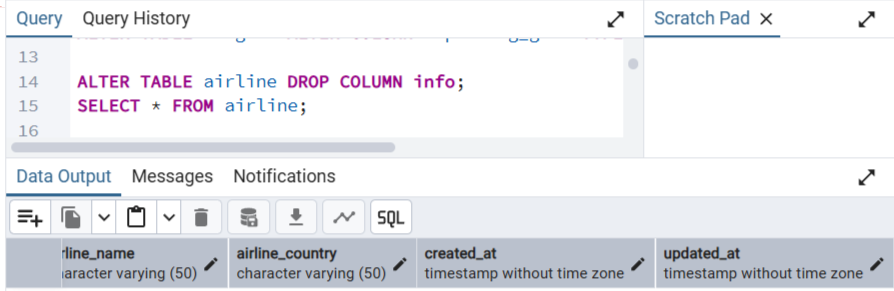 Query
Query History
Scratch Pad
13
14 ALTER TABLE airline DROP COLUMN info;
15 SELECT * FROM airline;
16
Data Output
Messages
Notifications
SQL
rline_name
airline_country
created_at
updated_at
aracter varying (50)
character varying (50)
timestamp without time zone
timestamp without time zone